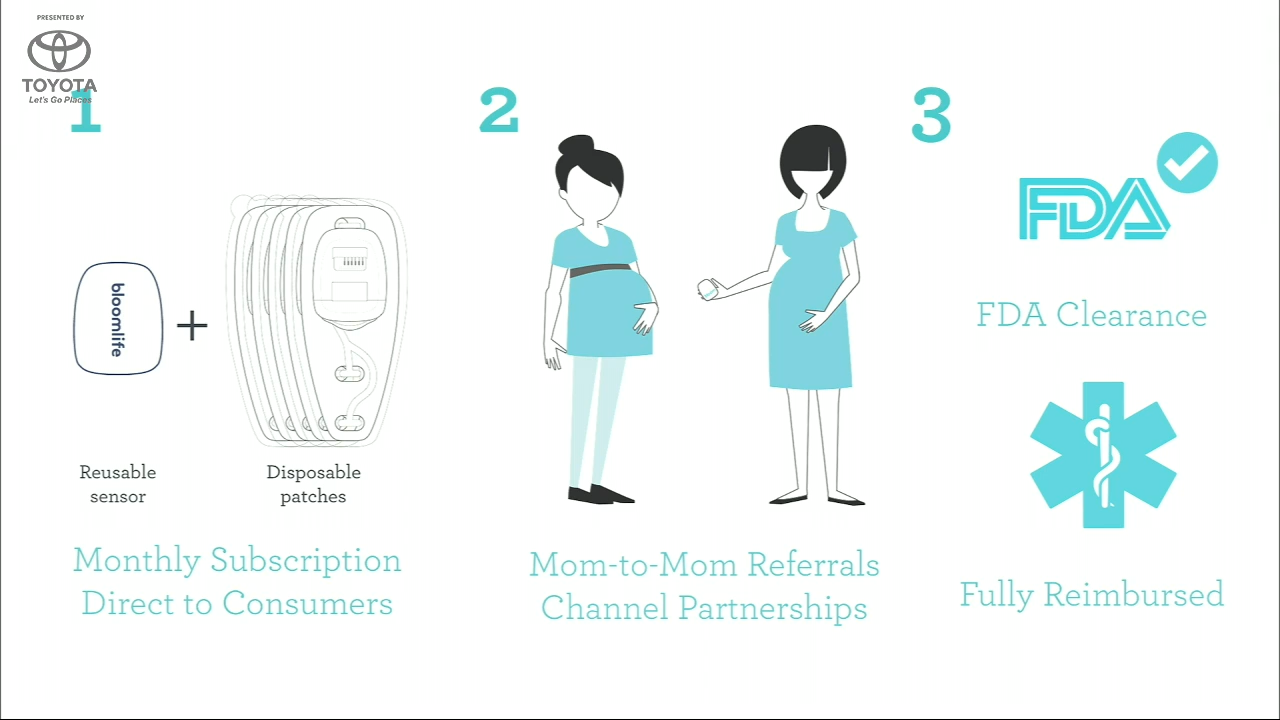 PRESENTED BY
TOYOTA
Let's Go Places
1
bloomlife
+
Reusable
sensor
Disposable
patches
Monthly Subscription
Direct to Consumers
2
Mom-to-Mom Referrals
Channel Partnerships
3
FDA
FDA Clearance
Fully Reimbursed